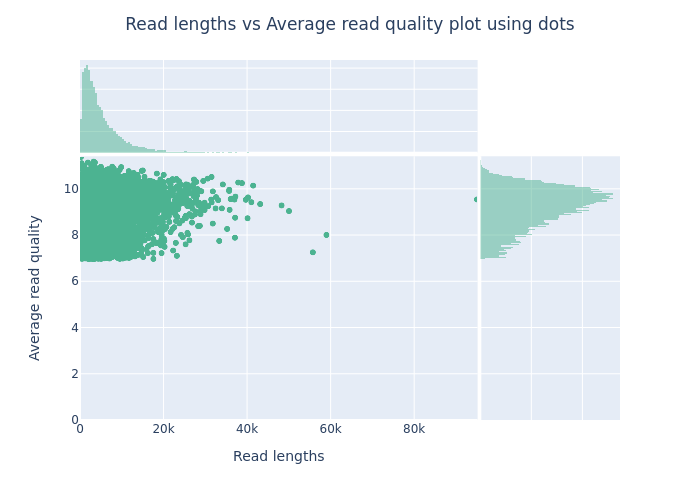 Read lengths vs Average read quality plot using dots
10
8
6
4
2
0
Average read quality
0 20k 40k 60k 80k
Read lengths